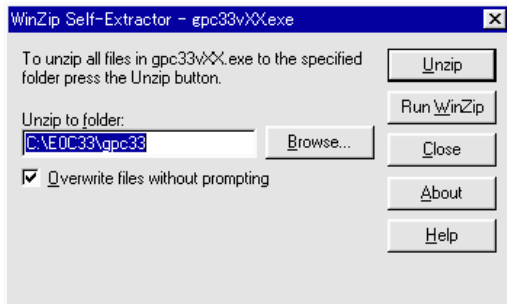 WinZip Self-Extractor - gpc33vXX.exe
To unzip all files in gpc33vXX.exe to the specified
folder press the Unzip button.
Unzip to folder:
C:\E0C33\gpc33
Browse...
Overwrite files without prompting
Unzip
Run WinZip
Close
About
Help